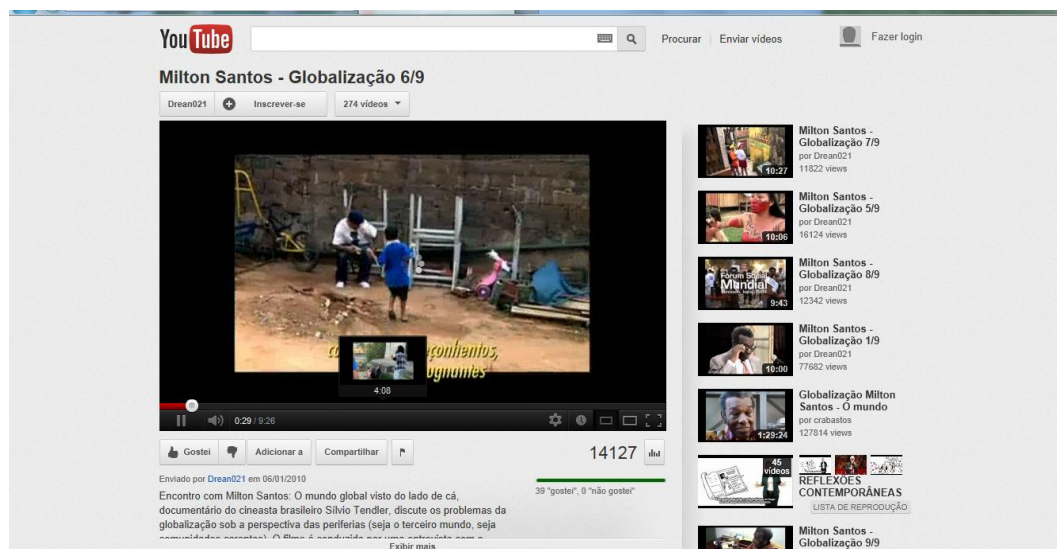 YouTube
Procurar | Enviar vídeos
Fazer login
Milton Santos - Globalização 6/9
Drean021 Inscrever-se 274 vídeos
4:08
0:29 / 9:26
Gostei Adicionar a Compartilhar 14127
Enviado por Drean021 em 06/01/2010
39 "gostei", 0 "não gostei"
Encontro com Milton Santos: O mundo global visto do lado de cá,
documentário do cineasta brasileiro Sílvio Tendler, discute os problemas da
globalização sob a perspectiva das periferias (seja o terceiro mundo, seja
Exibir mais
Milton Santos -
Globalização 7/9
por Drean021
11822 views
10:27
Milton Santos -
Globalização 5/9
por Drean021
16124 views
10:06
Milton Santos -
Globalização 8/9
por Drean021
12342 views
Fórum Social
Mundial
9:43
Milton Santos -
Globalização 1/9
por Drean021
77682 views
10:00
Globalização Milton
Santos - O mundo
por crabastos
127814 views
1:29:24
45
vídeos
REFLEXÕES
CONTEMPORÂNEAS
LISTA DE REPRODUÇÃO
Milton Santos -
Globalização 9/9